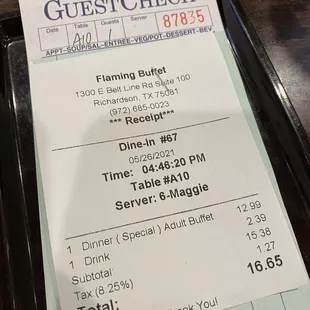 GUESTCHECK
Date Table Guests Server
A10 1
87835
APPT-SOUP/SAL-ENTREE-VEG/POT-DESSERT-BEV
Flaming Buffet
1300 E Belt Line Rd Suite 100
Richardson, TX 75081
(972) 685-0023
*** Receipt***
Dine-In #67
05/26/2021
Time: 04:46:20 PM
Table #A10
Server: 6-Maggie
1 Dinner ( Special ) Adult Buffet 12.99
1 Drink 2.39
Subtotal: 15.38
Tax:(8.25%) 1.27
Total: 16.65
Thank You!